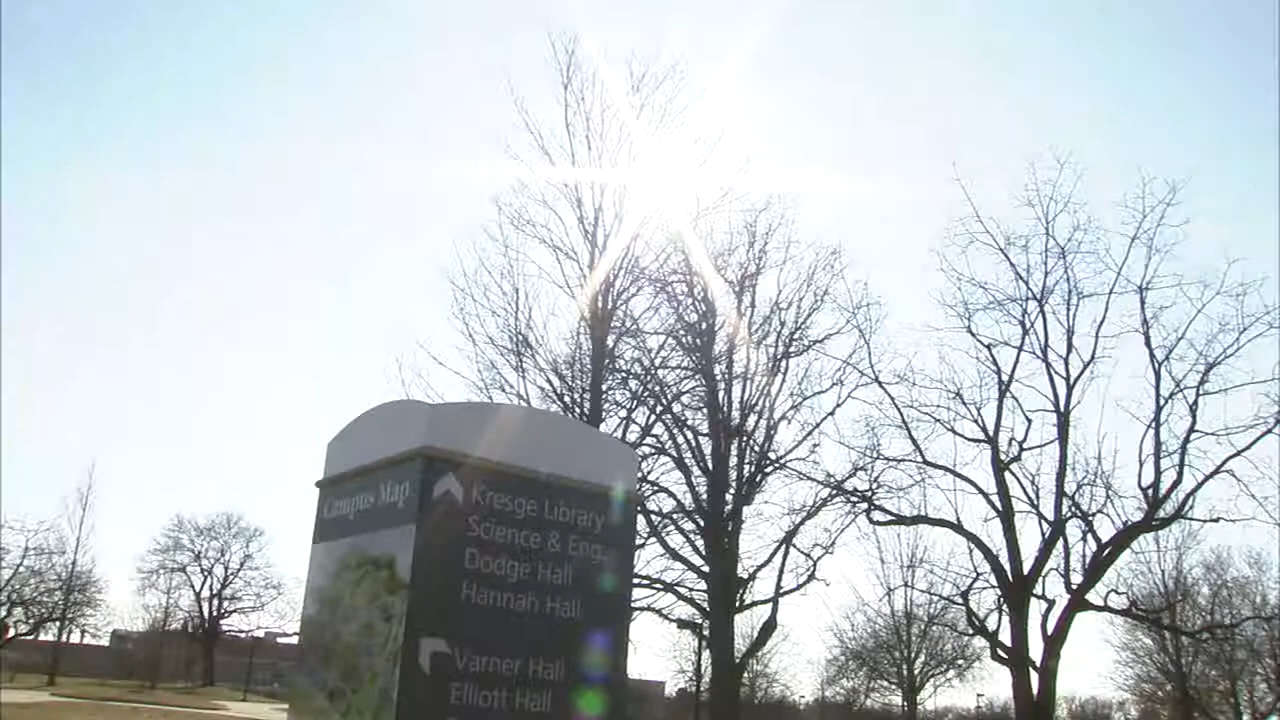 Campus Map
Kresge Library
Science & Eng.
Dodge Hall
Hannah Hall
Varner Hall
Elliott Hall